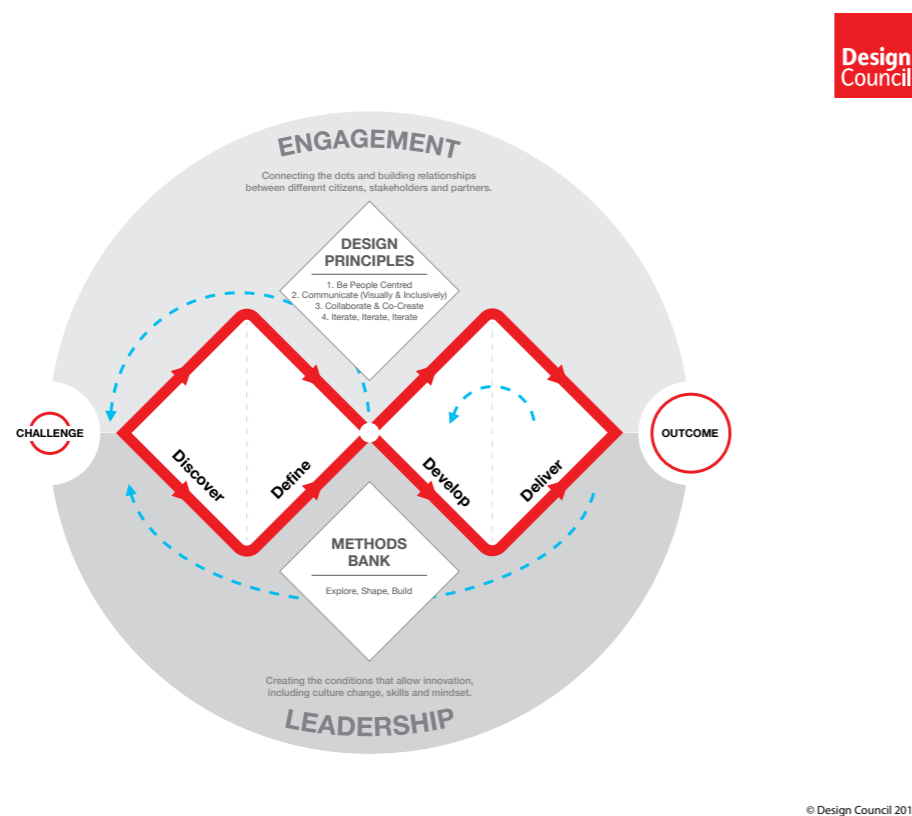 Design
Council
ENGAGEMENT
Connecting the dots and building relationships
between different citizens, stakeholders and partners.
DESIGN
PRINCIPLES
1. Be People Centred
2. Communicate (Visually & Inclusively)
3. Collaborate & Co-Create
4. Iterate, Iterate, Iterate
CHALLENGE
Discover
Define
Develop
Deliver
OUTCOME
METHODS
BANK
Explore, Shape, Build
Creating the conditions that allow innovation,
including culture change, skills and mindset.
LEADERSHIP
© Design Council 201